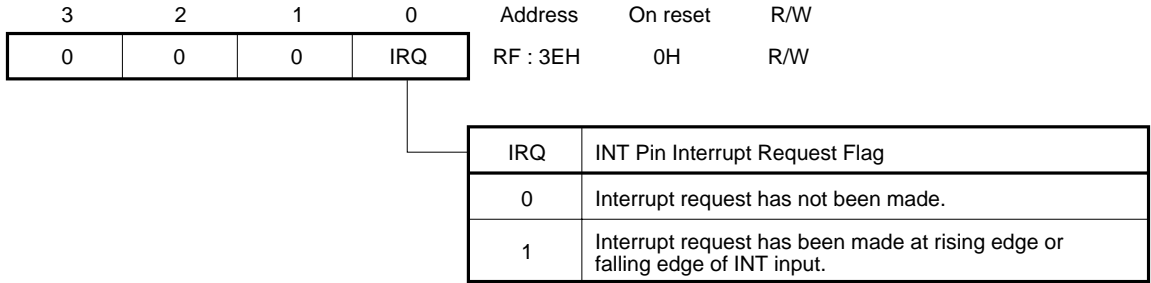 3 2 1 0 Address On reset R/W
0 0 0 IRQ RF : 3EH 0H R/W
IRQ INT Pin Interrupt Request Flag
0 Interrupt request has not been made.
1 Interrupt request has been made at rising edge or
falling edge of INT input.